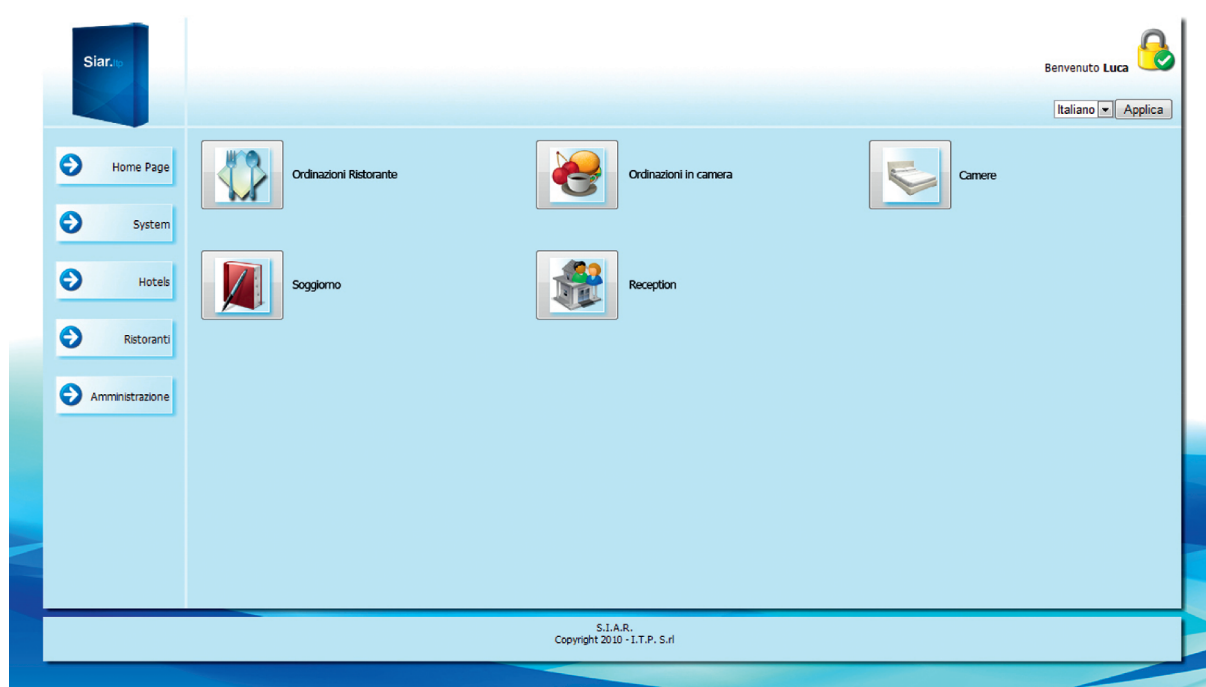 Siar.itp
Benvenuto Luca
Italiano Applica
Home Page
System
Hotels
Ristoranti
Amministrazione
Ordinazioni Ristorante
Ordinazioni in camera
Camere
Soggiorno
Reception
S.I.A.R.
Copyright 2010 - I.T.P. S.rl